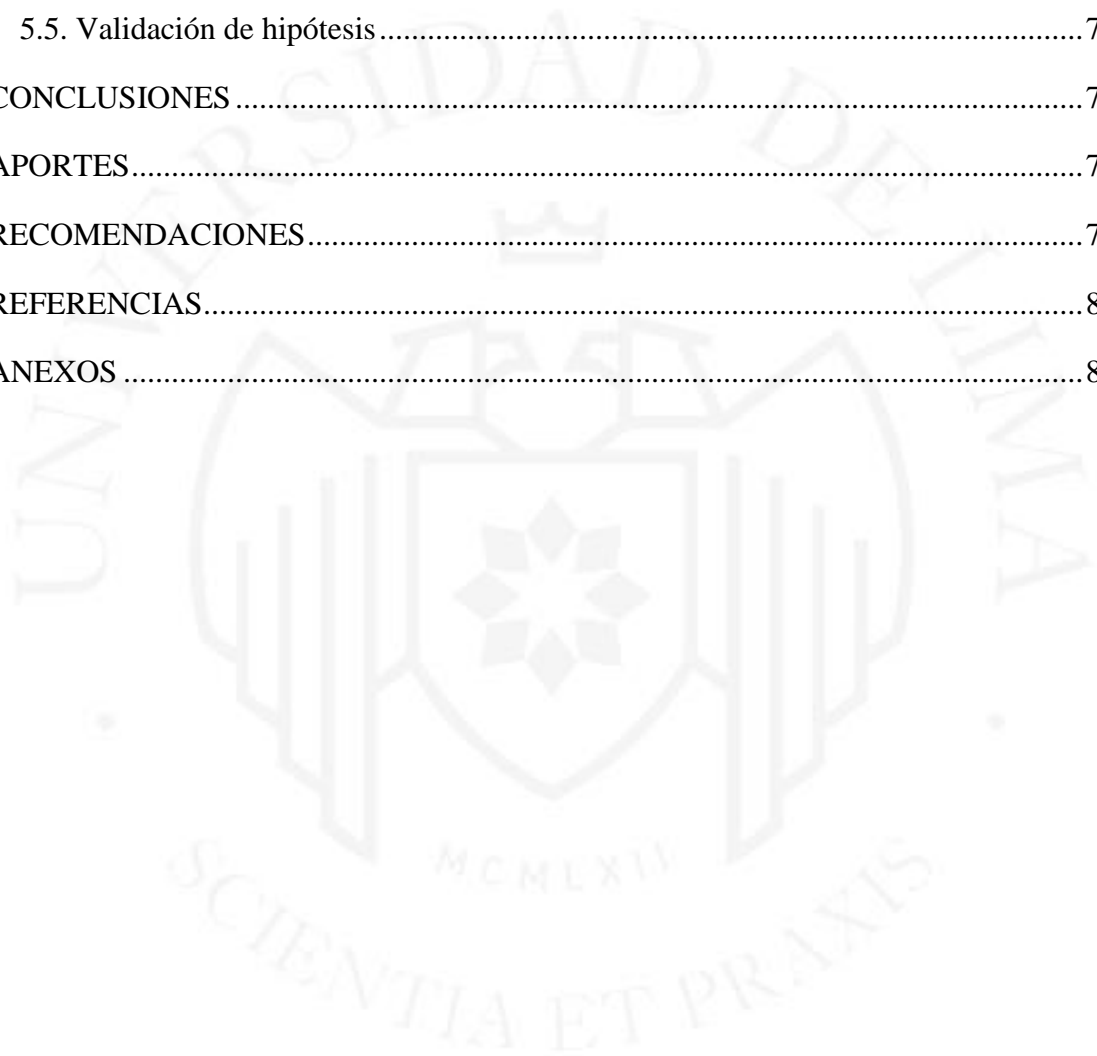 5.5. Validación de hipótesis ........................................................ 7
CONCLUSIONES ........................................................ 7
APORTES ........................................................ 7
RECOMENDACIONES ........................................................ 7
REFERENCIAS ........................................................ 8
ANEXOS ........................................................ 8
UNIVERSIDAD DE LIMA
MCMLXII
SCIENTIA ET PRAXIS